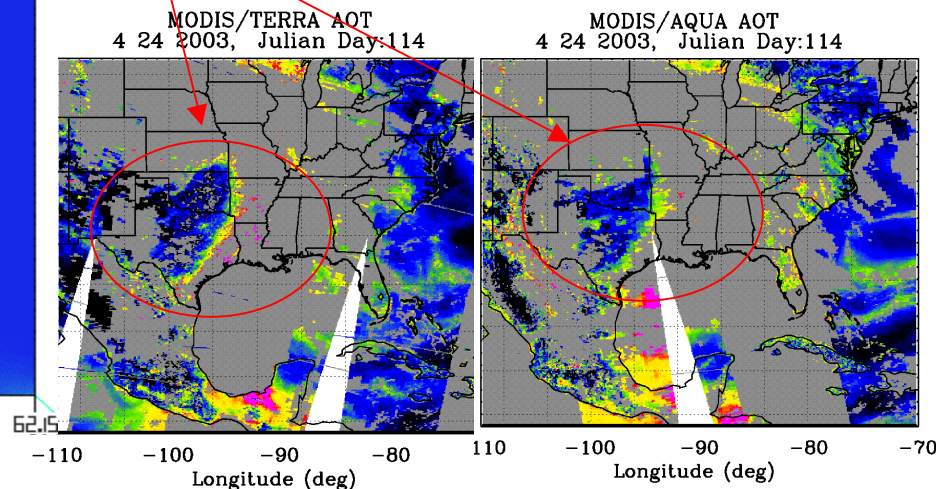 MODIS/TERRA AOT
4 24 2003, Julian Day:114
MODIS/AQUA AOT
4 24 2003, Julian Day:114
62.15
-110 -100 -90 -80
Longitude (deg)
110 -100 -90 -80 -70
Longitude (deg)